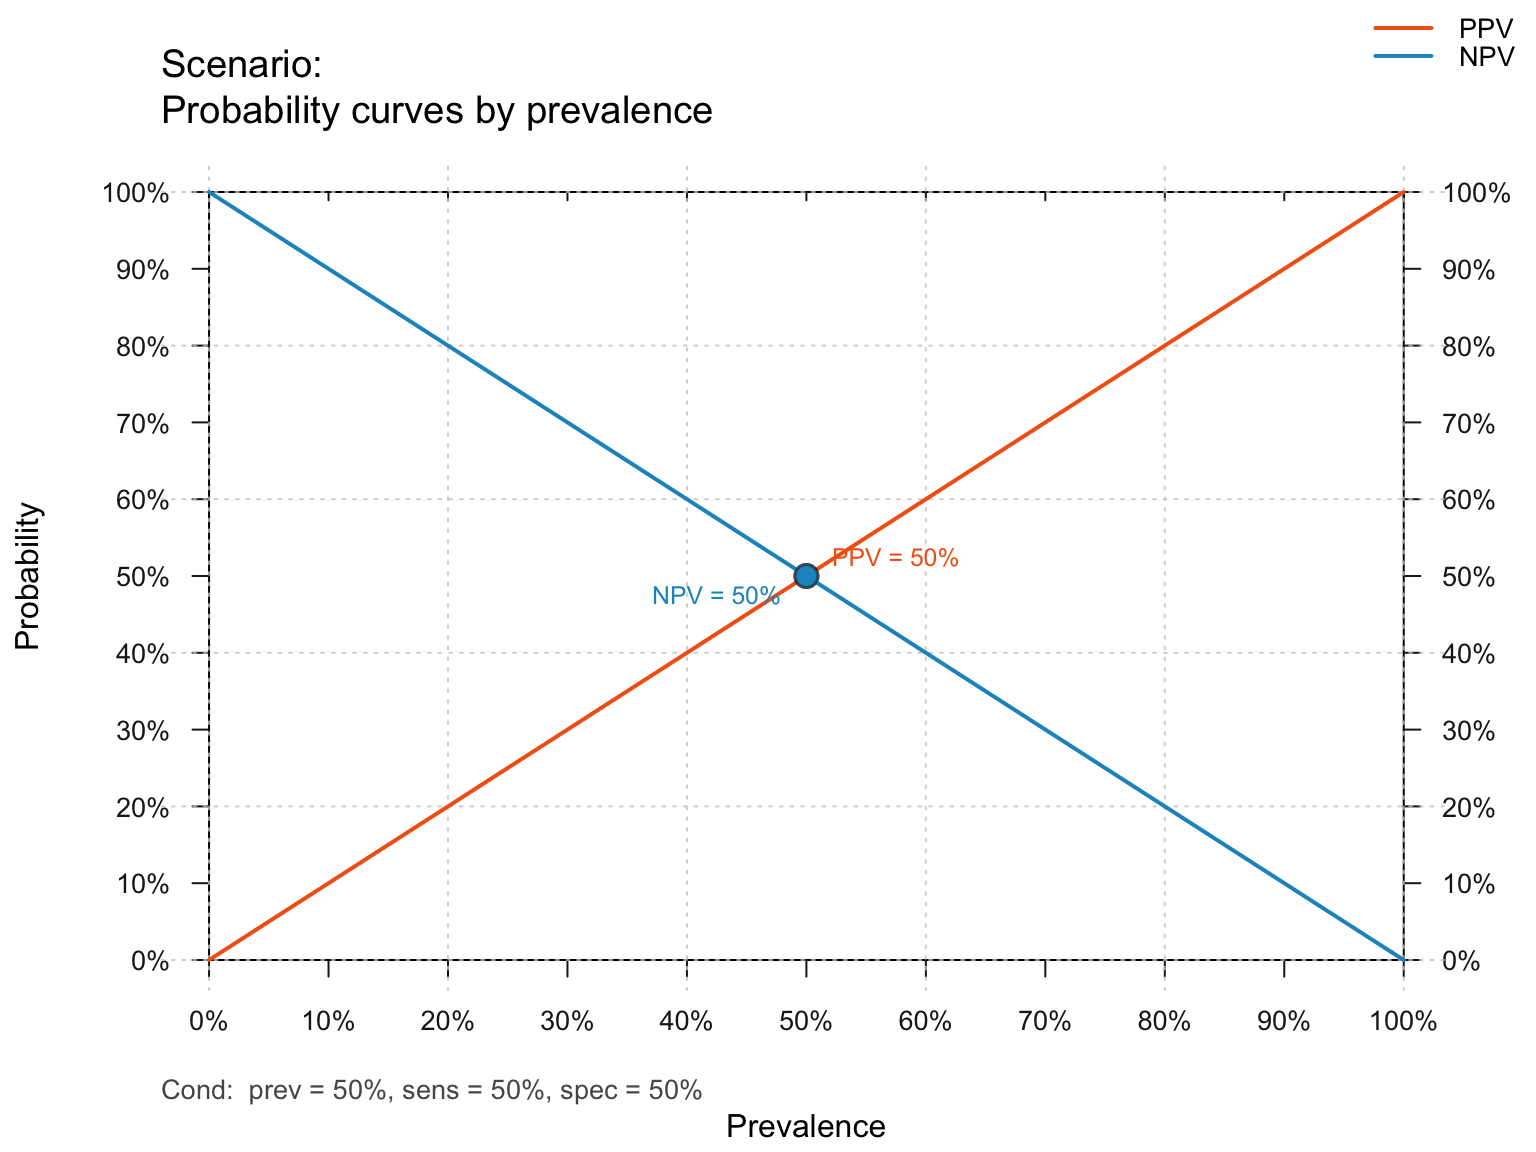 PPV
NPV
Scenario:
Probability curves by prevalence
100% 100%
90% 90%
80% 80%
70% 70%
60% 60%
PPV = 50%
50% 50%
NPV = 50%
40% 40%
30% 30%
20% 20%
10% 10%
0% 0%
Probability
0% 10% 20% 30% 40% 50% 60% 70% 80% 90% 100%
Cond:  prev = 50%, sens = 50%, spec = 50%
Prevalence